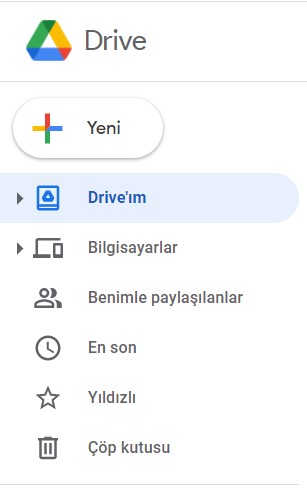 Drive
Yeni
Drive'ım
Bilgisayarlar
Benimle paylaşılanlar
En son
Yıldızlı
Çöp kutusu